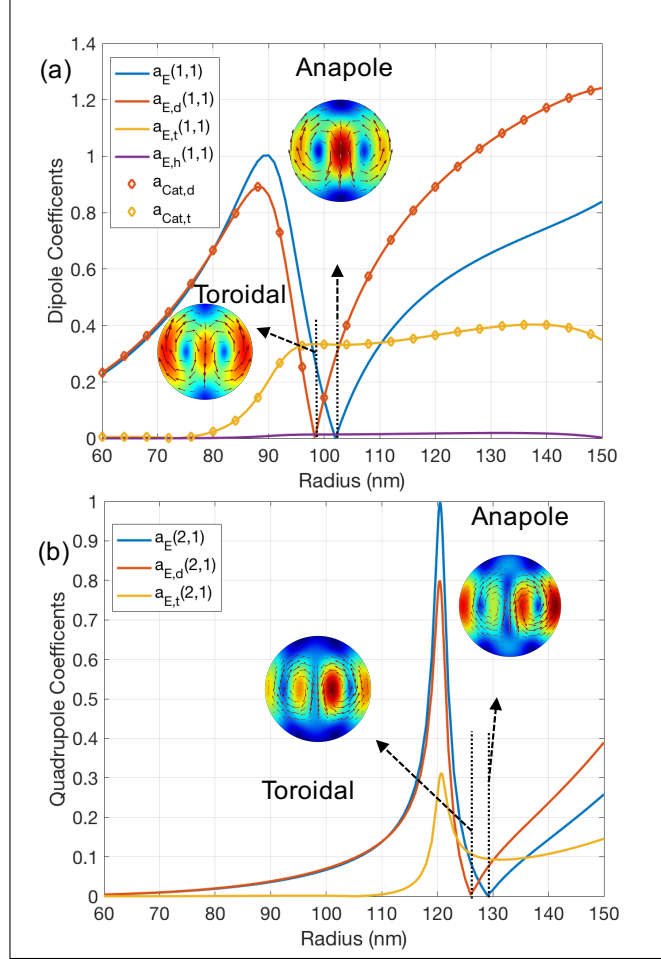 (a)
Anapole
Toroidal
a_E(1,1)
a_E,d(1,1)
a_E,t(1,1)
a_E,h(1,1)
a_Cat,d
a_Cat,t
Dipole Coefficents
0
0.2
0.4
0.6
0.8
1
1.2
1.4
60 70 80 90 100 110 120 130 140 150
Radius (nm)
(b)
Anapole
Toroidal
a_E(2,1)
a_E,d(2,1)
a_E,t(2,1)
Quadrupole Coefficents
0
0.1
0.2
0.3
0.4
0.5
0.6
0.7
0.8
0.9
1
60 70 80 90 100 110 120 130 140 150
Radius (nm)